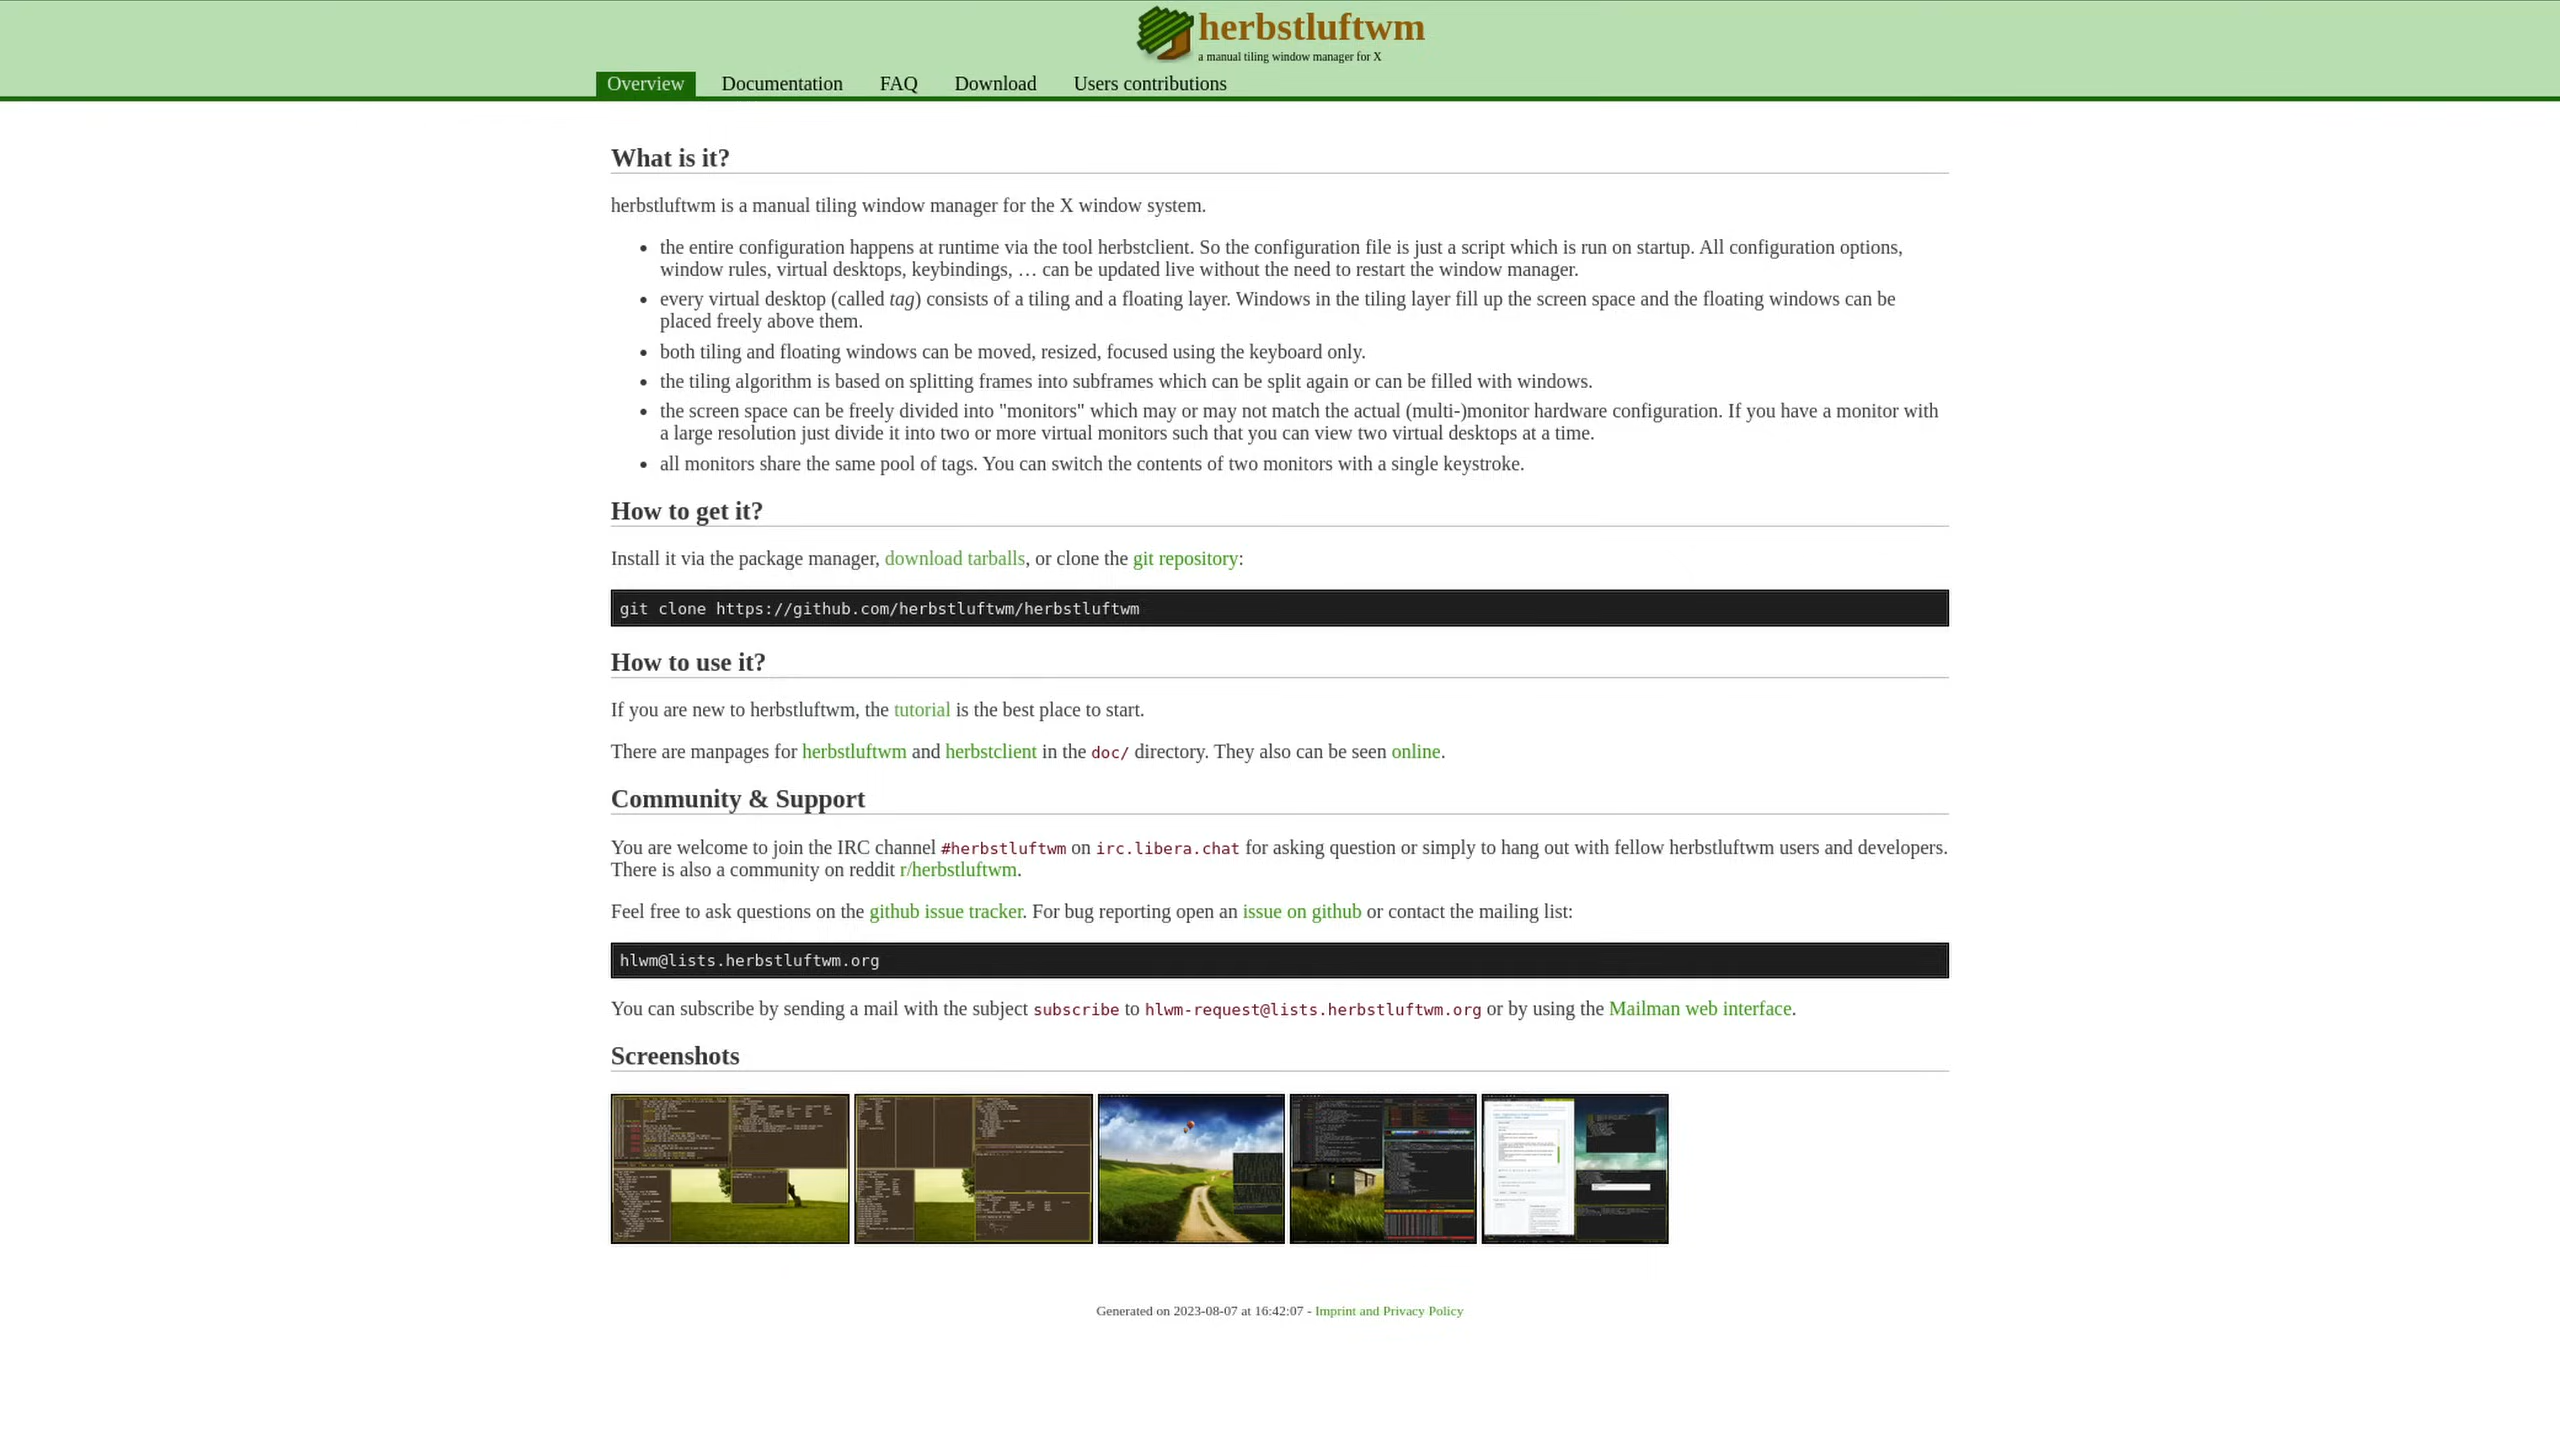 herbstluftwm
a manual tiling window manager for X
Overview Documentation FAQ Download Users contributions
What is it?
herbstluftwm is a manual tiling window manager for the X window system.
• the entire configuration happens at runtime via the tool herbstclient. So the configuration file is just a script which is run on startup. All configuration options,
window rules, virtual desktops, keybindings, … can be updated live without the need to restart the window manager.
• every virtual desktop (called tag) consists of a tiling and a floating layer. Windows in the tiling layer fill up the screen space and the floating windows can be
placed freely above them.
• both tiling and floating windows can be moved, resized, focused using the keyboard only.
• the tiling algorithm is based on splitting frames into subframes which can be split again or can be filled with windows.
• the screen space can be freely divided into "monitors" which may or may not match the actual (multi-)monitor hardware configuration. If you have a monitor with
a large resolution just divide it into two or more virtual monitors such that you can view two virtual desktops at a time.
• all monitors share the same pool of tags. You can switch the contents of two monitors with a single keystroke.
How to get it?
Install it via the package manager, download tarballs, or clone the git repository:
git clone https://github.com/herbstluftwm/herbstluftwm
How to use it?
If you are new to herbstluftwm, the tutorial is the best place to start.
There are manpages for herbstluftwm and herbstclient in the doc/ directory. They also can be seen online.
Community & Support
You are welcome to join the IRC channel #herbstluftwm on irc.libera.chat for asking question or simply to hang out with fellow herbstluftwm users and developers.
There is also a community on reddit r/herbstluftwm.
Feel free to ask questions on the github issue tracker. For bug reporting open an issue on github or contact the mailing list:
hlwm@lists.herbstluftwm.org
You can subscribe by sending a mail with the subject subscribe to hlwm-request@lists.herbstluftwm.org or by using the Mailman web interface.
Screenshots
Generated on 2023-08-07 at 16:42:07 - Imprint and Privacy Policy